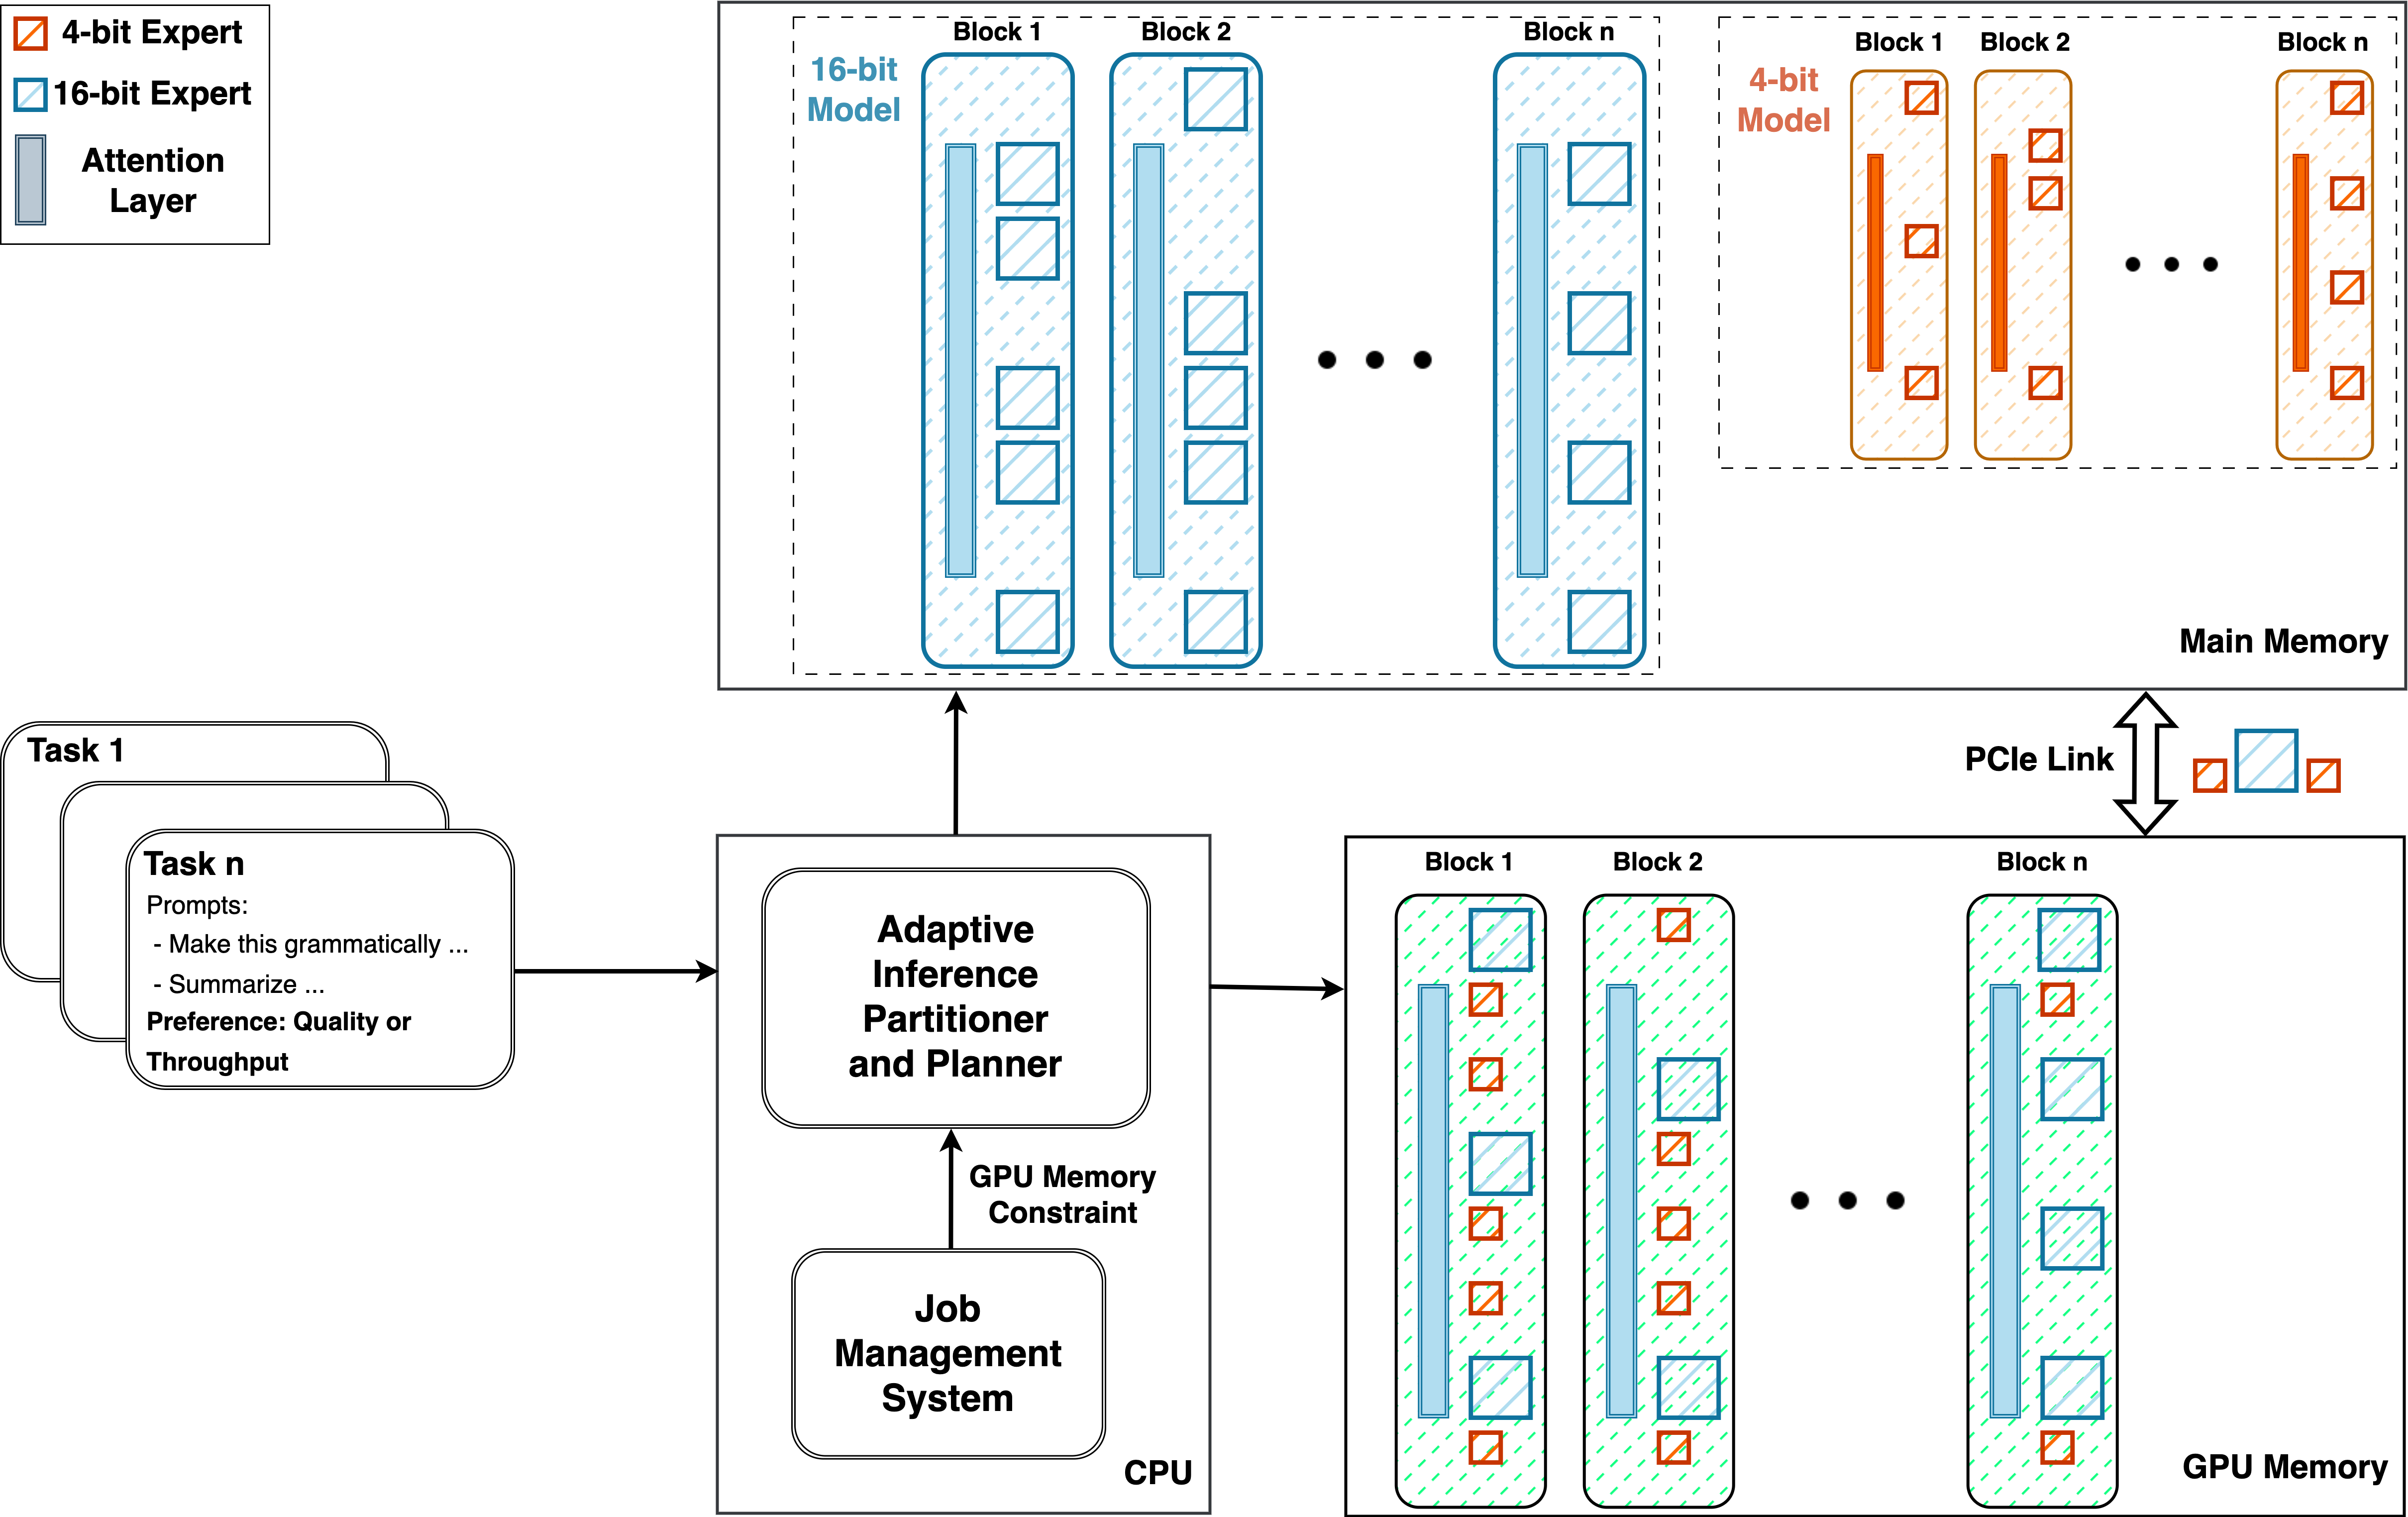 4-bit Expert
16-bit Expert
Attention
Layer
Block 1
Block 2
Block n
16-bit
Model
Block 1
Block 2
Block n
4-bit
Model
Main Memory
PCIe Link
Task 1
Task n
Prompts:
- Make this grammatically ...
- Summarize ...
Preference: Quality or
Throughput
Adaptive
Inference
Partitioner
and Planner
GPU Memory
Constraint
Job
Management
System
CPU
Block 1
Block 2
Block n
GPU Memory